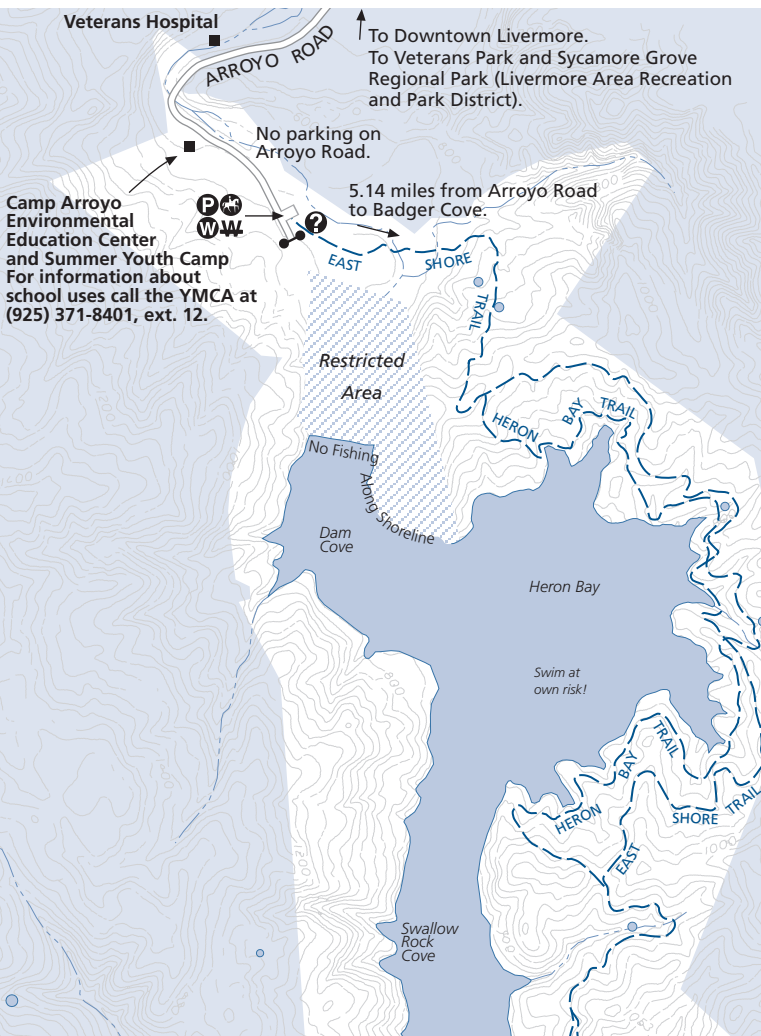 Veterans Hospital
ARROYO ROAD
To Downtown Livermore.
To Veterans Park and Sycamore Grove
Regional Park (Livermore Area Recreation
and Park District).
No parking on
Arroyo Road.
Camp Arroyo
Environmental
Education Center
and Summer Youth Camp
For information about
school uses call the YMCA at
(925) 371-8401, ext. 12.
P
W W
?
5.14 miles from Arroyo Road
to Badger Cove.
EAST SHORE TRAIL
Restricted
Area
HERON BAY TRAIL
No Fishing
Along Shoreline
Dam
Cove
Heron Bay
Swim at
own risk!
800
HERON BAY TRAIL
EAST SHORE TRAIL
1200
Swallow
Rock
Cove